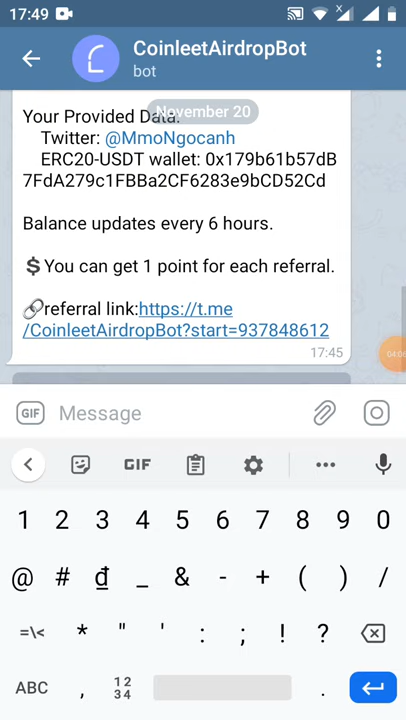 17:49
CoinleetAirdropBot
bot
November 20
Your Provided Data:
Twitter: @MmoNgocanh
ERC20-USDT wallet: 0x179b61b57dB
7FdA279c1FBBa2CF6283e9bCD52Cd
Balance updates every 6 hours.
💲You can get 1 point for each referral.
🔗referral link:https://t.me
/CoinleetAirdropBot?start=937848612
17:45
04:06
GIF Message
GIF
1 2 3 4 5 6 7 8 9 0
@ # ₫ _ & - + ( ) /
=\< * " ' : ; ! ?
ABC , 12 .
34